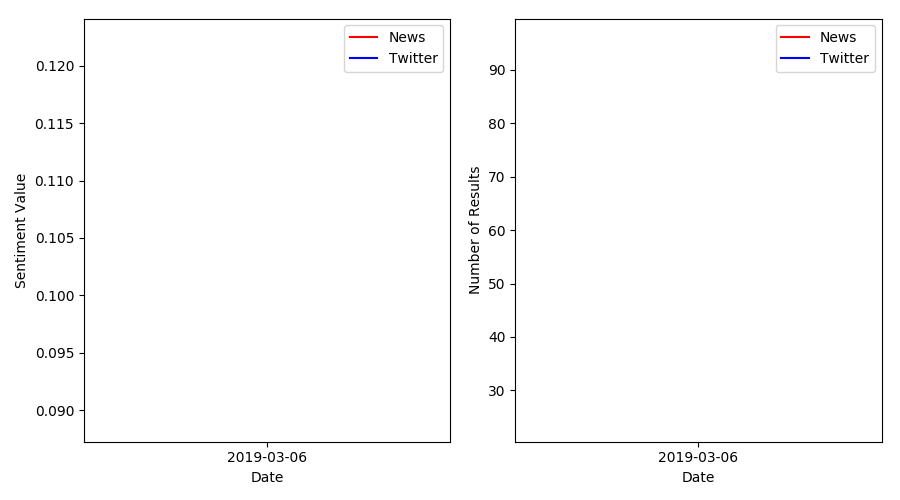 News
Twitter
0.120
0.115
0.110
0.105
0.100
0.095
0.090
Sentiment Value
2019-03-06
Date
News
Twitter
90
80
70
60
50
40
30
Number of Results
2019-03-06
Date